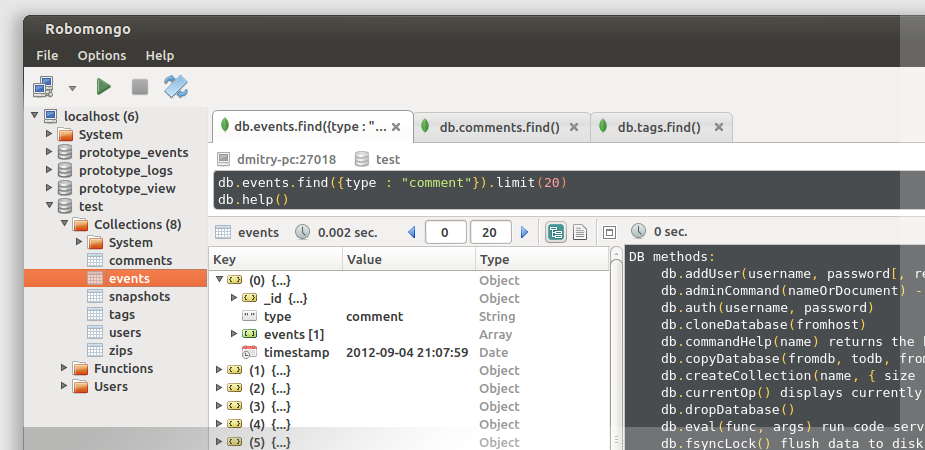 Robomongo
File Options Help
localhost (6)
System
prototype_events
prototype_logs
prototype_view
test
Collections (8)
System
comments
events
snapshots
tags
users
zips
Functions
Users
db.events.find({type : "... db.comments.find() db.tags.find()
dmitry-pc:27018 test
db.events.find({type : "comment"}).limit(20)
db.help()
events 0.002 sec. 0 20
Key Value Type
(0) {...} Object
_id {...} Object
type comment String
events [1] Array
timestamp 2012-09-04 21:07:59 Date
(1) {...} Object
(2) {...} Object
(3) {...} Object
(4) {...} Object
(5) {...} Object
0 sec.
DB methods:
db.addUser(username, password[, re
db.adminCommand(nameOrDocument) -
db.auth(username, password)
db.cloneDatabase(fromhost)
db.commandHelp(name) returns the
db.copyDatabase(fromdb, todb, from
db.createCollection(name, { size
db.currentOp() displays currently
db.dropDatabase()
db.eval(func, args) run code serv
db.fsyncLock() flush data to disk